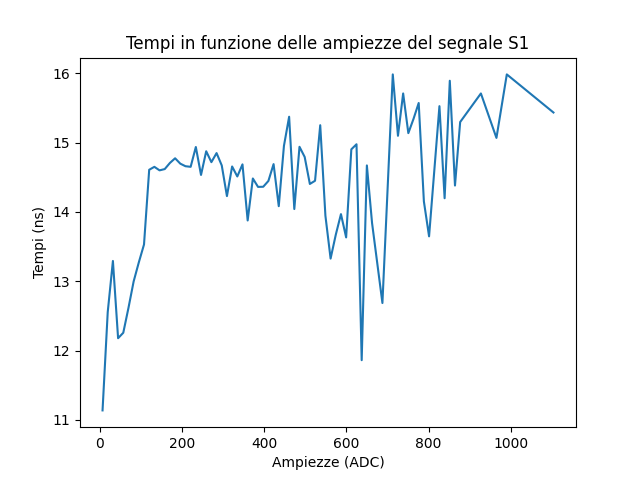 Tempi in funzione delle ampiezze del segnale S1
16
15
14
13
12
11
Tempi (ns)
0 200 400 600 800 1000
Ampiezze (ADC)